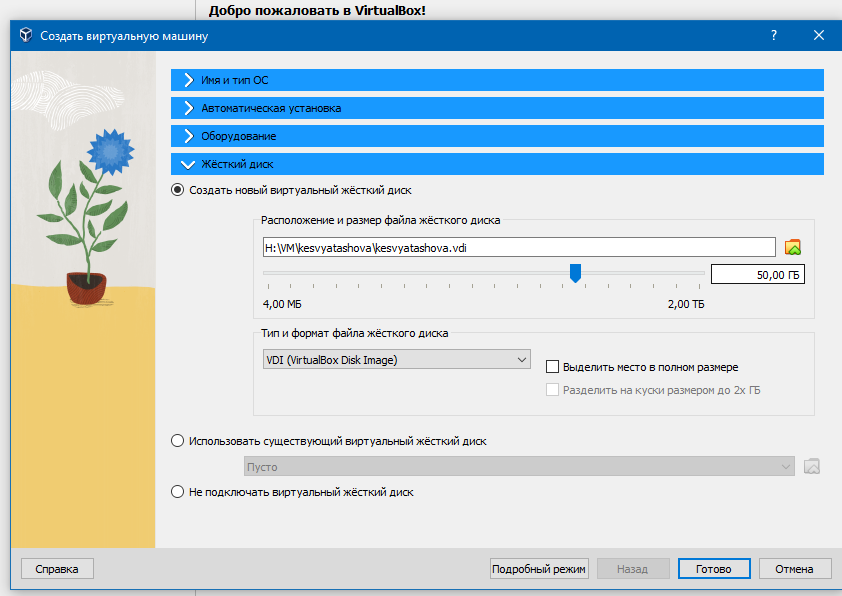 Добро пожаловать в VirtualBox!
Создать виртуальную машину
?
Имя и тип ОС
Автоматическая установка
Оборудование
Жёсткий диск
Создать новый виртуальный жёсткий диск
Расположение и размер файла жёсткого диска
H:\VM\kesvyatashova\kesvyatashova.vdi
50,00 ГБ
4,00 МБ 2,00 ТБ
Тип и формат файла жёсткого диска
VDI (VirtualBox Disk Image)
Выделить место в полном размере
Разделить на куски размером до 2х ГБ
Использовать существующий виртуальный жёсткий диск
Пусто
Не подключать виртуальный жёсткий диск
Справка Подробный режим Назад Готово Отмена